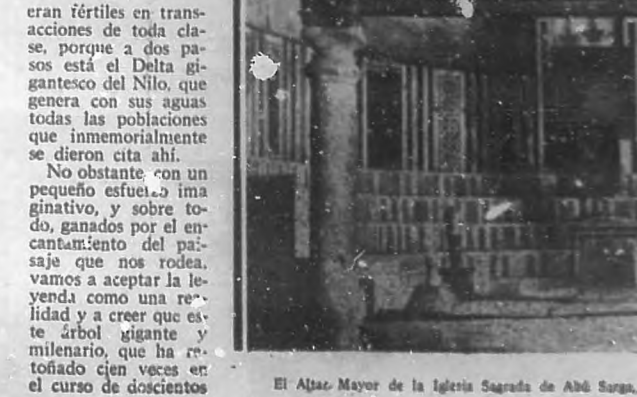 eran fértiles en trans-
acciones de toda cla-
se, porque a dos pa-
sos está el Delta gi-
gantesco del Nilo, que
genera con sus aguas
todas las poblaciones
que inmemorialmente
se dieron cita ahí.
No obstante, con un
pequeño esfuerzo ima
ginativo, y sobre to-
do, ganados por el en-
cantamiento del pai-
saje que nos rodea,
vamos a aceptar la le-
yenda como una rea-
lidad y a creer que es-
te árbol gigante y
milenario, que ha re-
toñado cien veces en
el curso de doscientos
El Altar Mayor de la Iglesia Sagrada de Abú Sarga,